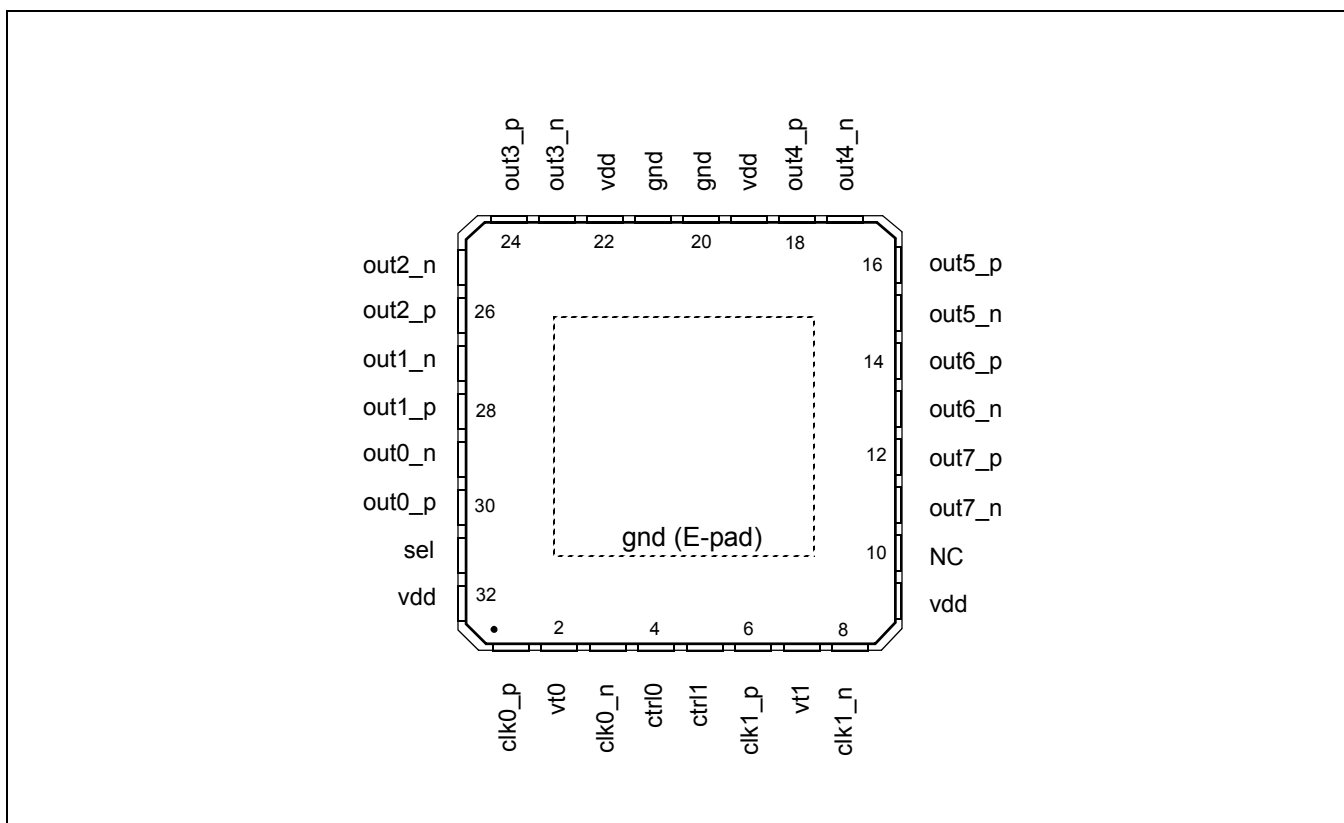 out3_p
out3_n
vdd
gnd
gnd
vdd
out4_p
out4_n
24
22
20
18
out2_n
16
out5_p
out2_p
26
out5_n
out1_n
14
out6_p
out1_p
28
out6_n
out0_n
12
out7_p
out0_p
30
out7_n
gnd (E-pad)
sel
10
NC
vdd
32
vdd
2
4
6
8
clk0_p
vt0
clk0_n
ctrl0
ctrl1
clk1_p
vt1
clk1_n